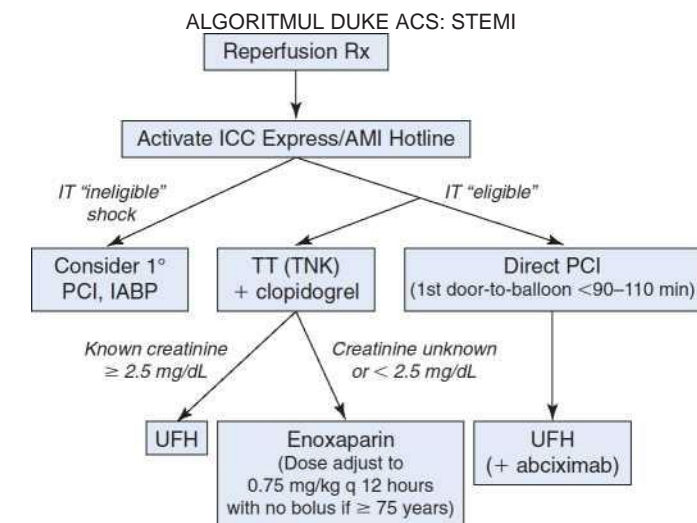 ALGORITMUL DUKE ACS: STEMI
Reperfusion Rx
Activate ICC Express/AMI Hotline
IT “ineligible”
shock
IT “eligible”
Consider 1°
PCI, IABP
TT (TNK)
+ clopidogrel
Direct PCI
(1st door-to-balloon <90–110 min)
Known creatinine
≥ 2.5 mg/dL
Creatinine unknown
or < 2.5 mg/dL
UFH
Enoxaparin
(Dose adjust to
0.75 mg/kg q 12 hours
with no bolus if ≥ 75 years)
UFH
(+ abciximab)